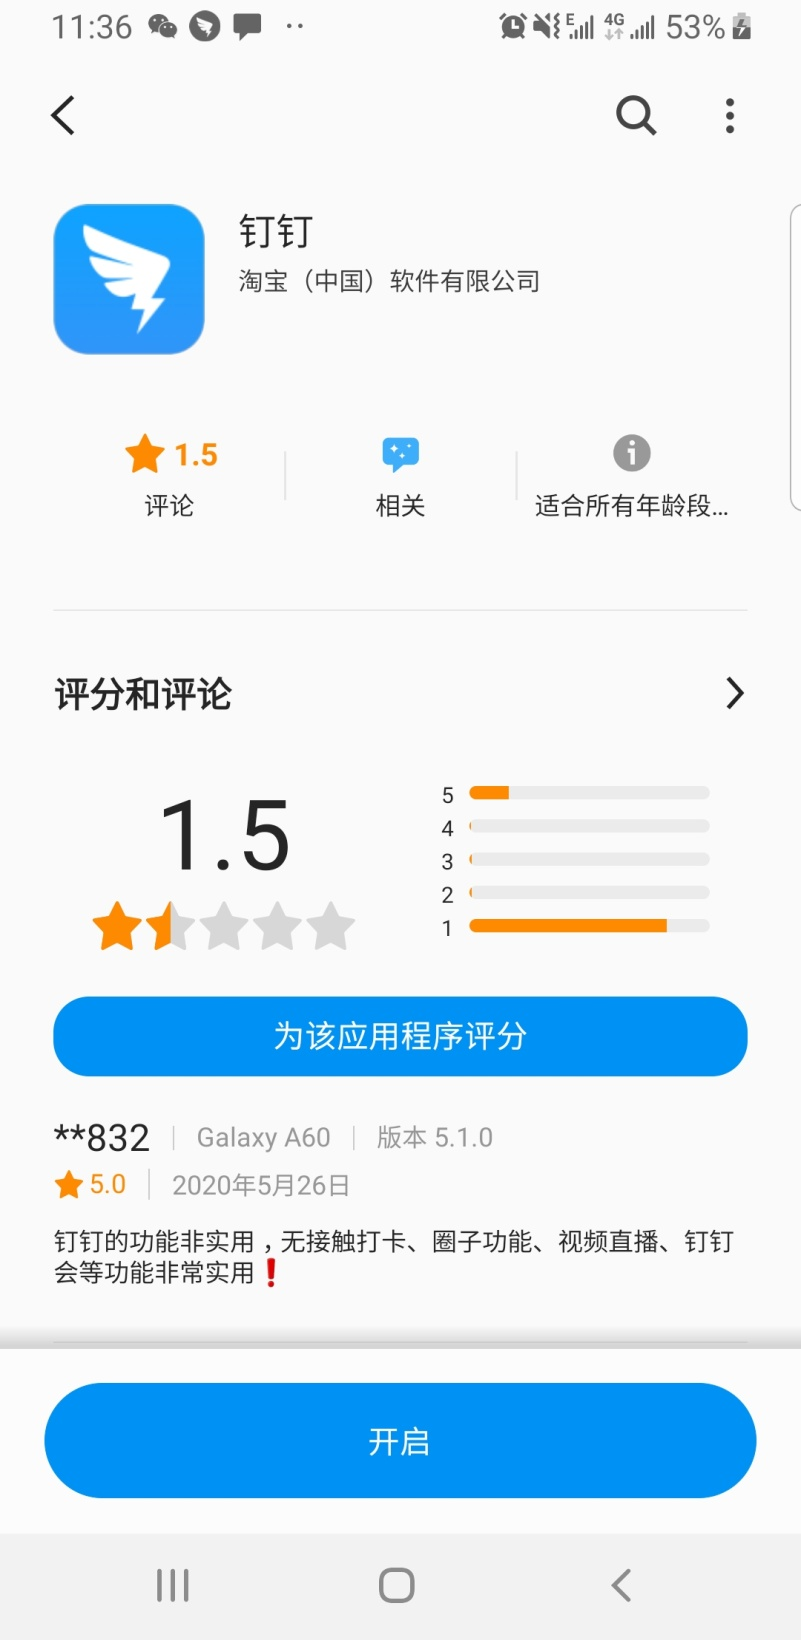 11:36 E 4G 53%
钉钉
淘宝（中国）软件有限公司
1.5
评论
相关
适合所有年龄段...
评分和评论
1.5
5
4
3
2
1
为该应用程序评分
**832 Galaxy A60 版本 5.1.0
5.0 2020年5月26日
钉钉的功能非实用，无接触打卡、圈子功能、视频直播、钉钉
会等功能非常实用❗
开启